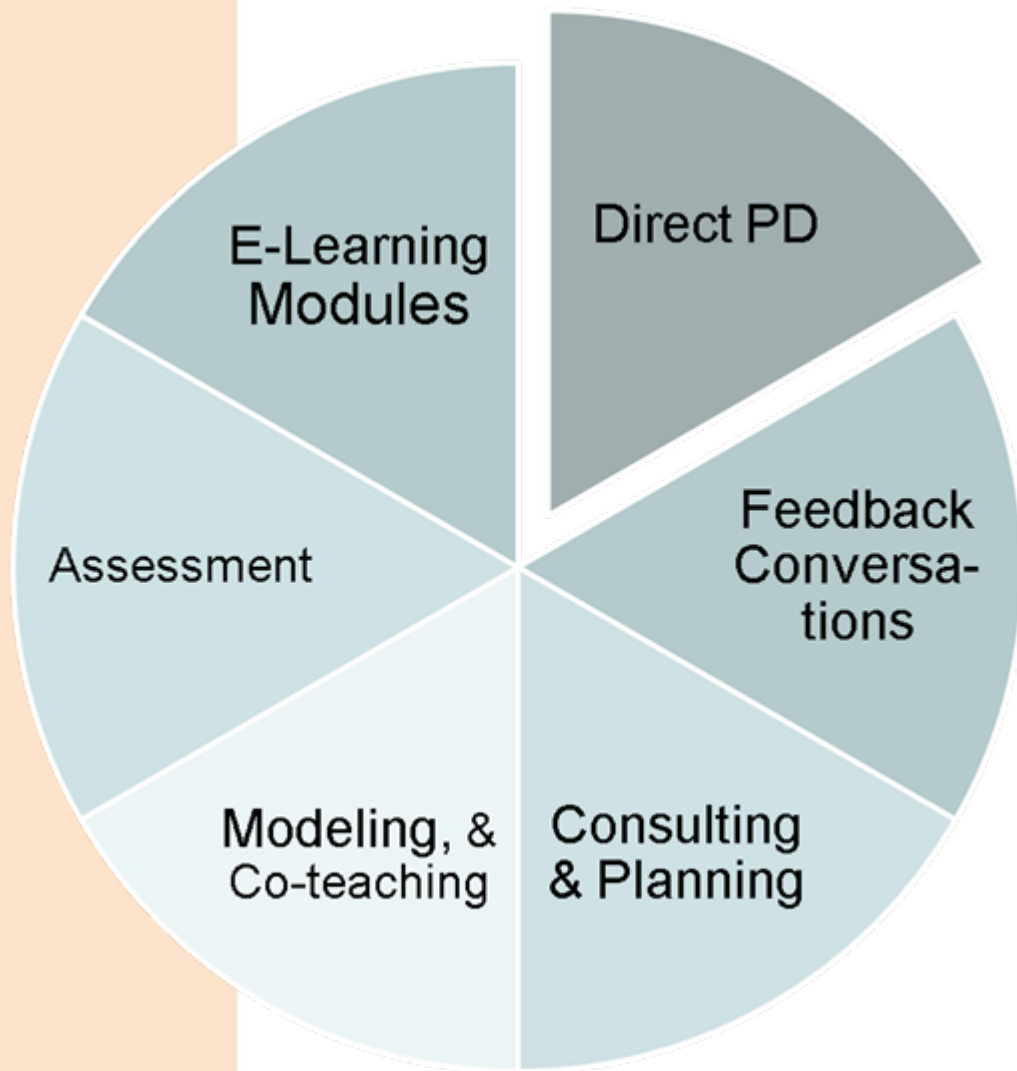 Direct PD
E-Learning
Modules
Feedback
Conversa-
tions
Assessment
Modeling, &
Co-teaching
Consulting
& Planning